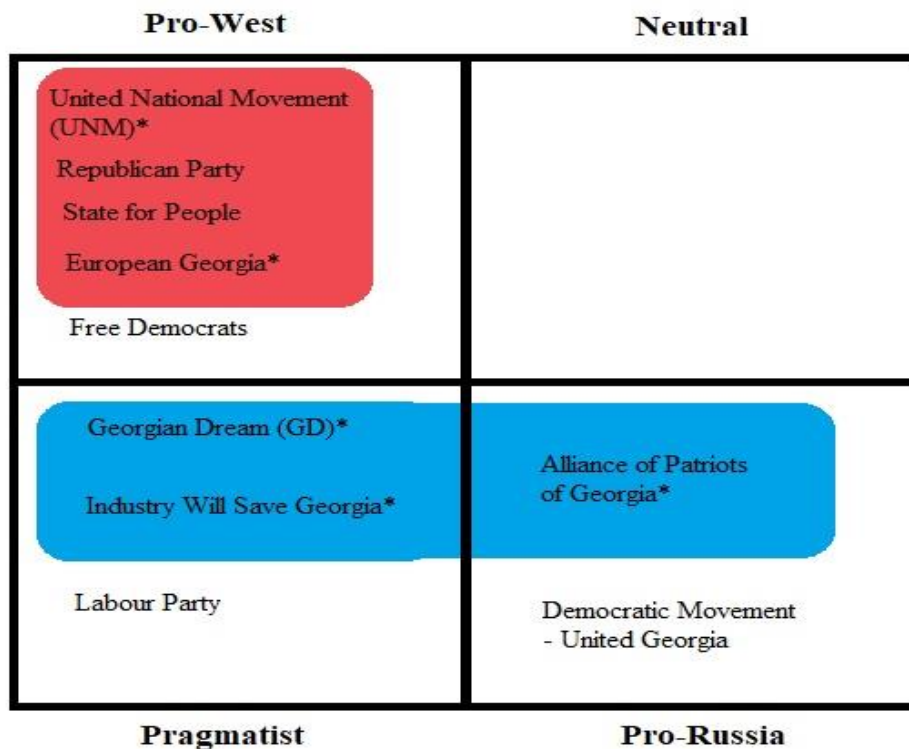 Pro-West
Neutral
United National Movement
(UNM)*
Republican Party
State for People
European Georgia*
Free Democrats
Georgian Dream (GD)*
Industry Will Save Georgia*
Labour Party
Alliance of Patriots
of Georgia*
Democratic Movement
- United Georgia
Pragmatist
Pro-Russia